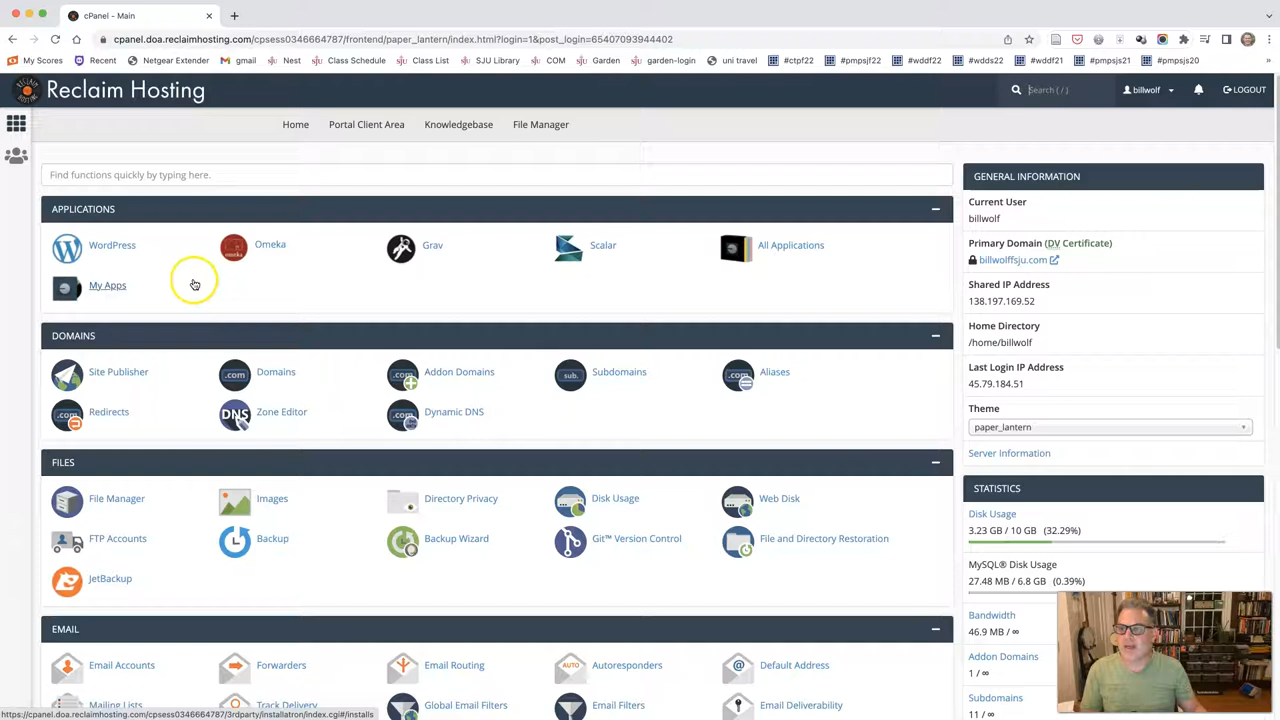 cPanel - Main
cpanel.doa.reclaimhosting.com/cpsess0346664787/frontend/paper_lantern/index.html?login=1&post_login=65407093944402
My Scores
Recent
Netgear Extender
gmail
Nest
Class Schedule
Class List
SJU Library
COM
Garden
garden-login
uni travel
#ctpf22
#pmpsjf22
#wddf22
#wdds22
#wddf21
#pmpsjs21
#pmpsjs20
»
Reclaim Hosting
Search ( / )
billwolf
LOGOUT
Home
Portal Client Area
Knowledgebase
File Manager
Find functions quickly by typing here.
APPLICATIONS
WordPress
Omeka
Grav
Scalar
All Applications
My Apps
DOMAINS
Site Publisher
Domains
Addon Domains
Subdomains
Aliases
Redirects
Zone Editor
Dynamic DNS
FILES
File Manager
Images
Directory Privacy
Disk Usage
Web Disk
FTP Accounts
Backup
Backup Wizard
Git™ Version Control
File and Directory Restoration
JetBackup
EMAIL
Email Accounts
Forwarders
Email Routing
Autoresponders
Default Address
Mailing Lists
Track Delivery
Global Email Filters
Email Filters
Email Deliverability
GENERAL INFORMATION
Current User
billwolf
Primary Domain (DV Certificate)
billwolffsju.com
Shared IP Address
138.197.169.52
Home Directory
/home/billwolf
Last Login IP Address
45.79.184.51
Theme
paper_lantern
Server Information
STATISTICS
Disk Usage
3.23 GB / 10 GB (32.29%)
MySQL® Disk Usage
27.48 MB / 6.8 GB (0.39%)
Bandwidth
46.9 MB / ∞
Addon Domains
1 / ∞
Subdomains
11 / ∞
https://cpanel.doa.reclaimhosting.com/cpsess0346664787/3rdparty/installatron/index.cgi#/installs